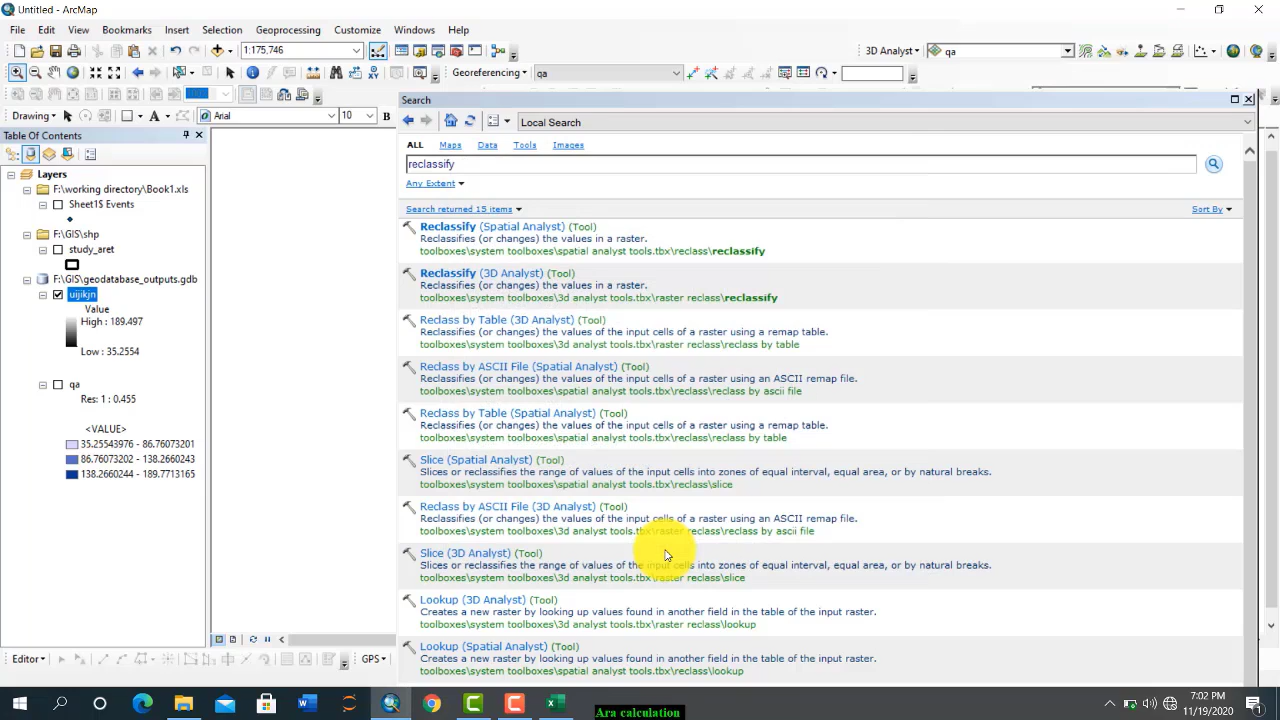 Untitled - ArcMap
File Edit View Bookmarks Insert Selection Geoprocessing Customize Windows Help
1:175,746
3D Analyst
qa
Georeferencing
qa
Drawing
A
Arial
10
B
Table Of Contents
Layers
F:\working directory\Book1.xls
Sheet1$ Events
F:\GIS\shp
study_aret
F:\GIS\geodatabase_outputs.gdb
uijikjn
Value
High : 189.497
Low : 35.2554
qa
Res: 1 : 0.455
<VALUE>
35.25543976 - 86.76073201
86.76073202 - 138.2660243
138.2660244 - 189.7713165
Search
Local Search
ALL Maps Data Tools Images
reclassify
Any Extent
Search returned 15 items
Sort By
Reclassify (Spatial Analyst) (Tool)
Reclassifies (or changes) the values in a raster.
toolboxes\system toolboxes\spatial analyst tools.tbx\reclass\reclassify
Reclassify (3D Analyst) (Tool)
Reclassifies (or changes) the values in a raster.
toolboxes\system toolboxes\3d analyst tools.tbx\raster reclass\reclassify
Reclass by Table (3D Analyst) (Tool)
Reclassifies (or changes) the values of the input cells of a raster using a remap table.
toolboxes\system toolboxes\3d analyst tools.tbx\raster reclass\reclass by table
Reclass by ASCII File (Spatial Analyst) (Tool)
Reclassifies (or changes) the values of the input cells of a raster using an ASCII remap file.
toolboxes\system toolboxes\spatial analyst tools.tbx\reclass\reclass by ascii file
Reclass by Table (Spatial Analyst) (Tool)
Reclassifies (or changes) the values of the input cells of a raster using a remap table.
toolboxes\system toolboxes\spatial analyst tools.tbx\reclass\reclass by table
Slice (Spatial Analyst) (Tool)
Slices or reclassifies the range of values of the input cells into zones of equal interval, equal area, or by natural breaks.
toolboxes\system toolboxes\spatial analyst tools.tbx\reclass\slice
Reclass by ASCII File (3D Analyst) (Tool)
Reclassifies (or changes) the values of the input cells of a raster using an ASCII remap file.
toolboxes\system toolboxes\3d analyst tools.tbx\raster reclass\reclass by ascii file
Slice (3D Analyst) (Tool)
Slices or reclassifies the range of values of the input cells into zones of equal interval, equal area, or by natural breaks.
toolboxes\system toolboxes\3d analyst tools.tbx\raster reclass\slice
Lookup (3D Analyst) (Tool)
Creates a new raster by looking up values found in another field in the table of the input raster.
toolboxes\system toolboxes\3d analyst tools.tbx\raster reclass\lookup
Lookup (Spatial Analyst) (Tool)
Creates a new raster by looking up values found in another field in the table of the input raster.
toolboxes\system toolboxes\spatial analyst tools.tbx\reclass\lookup
Editor
GPS
7:02 PM
11/19/2020
Ara calculation